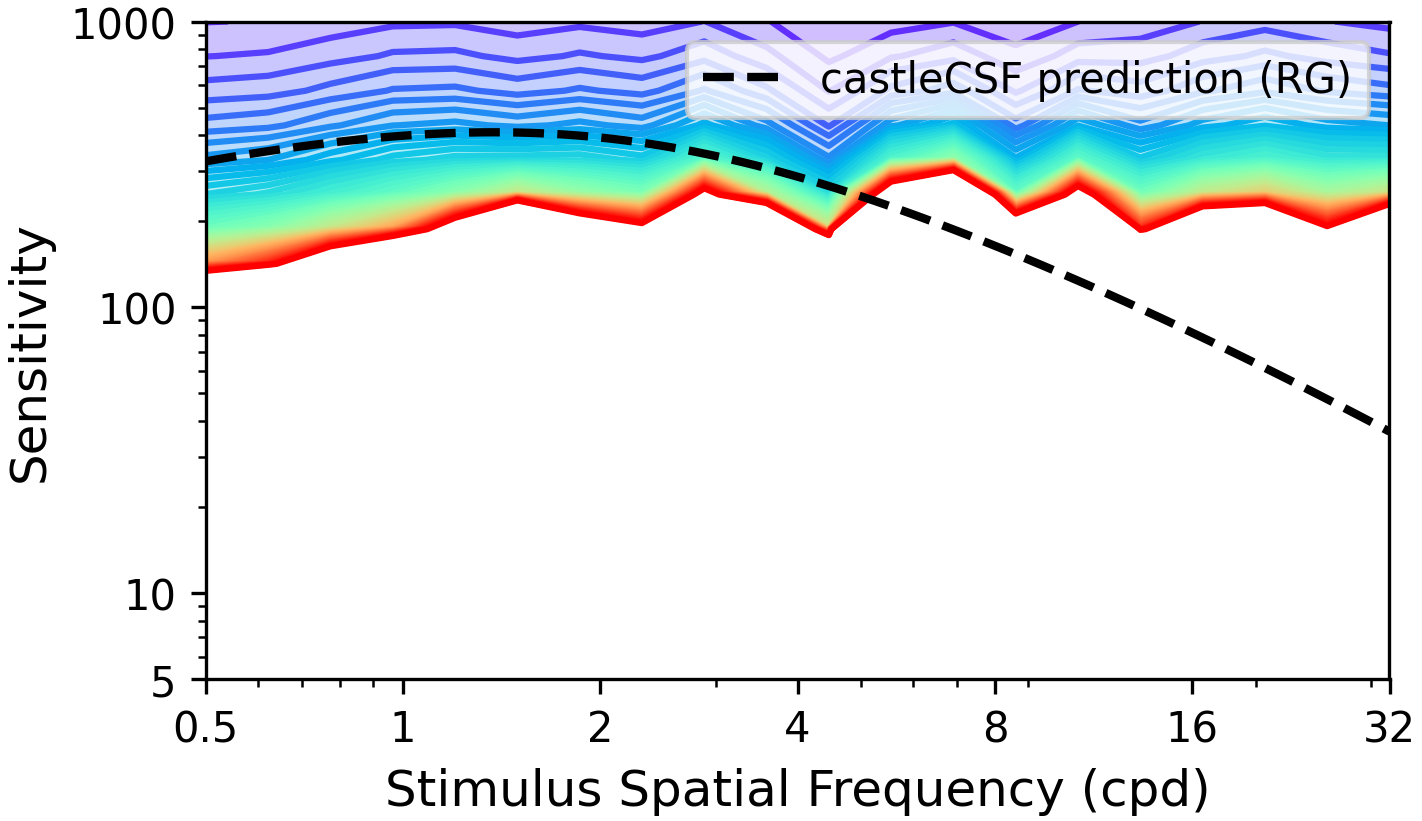 castleCSF prediction (RG)
Sensitivity
1000
100
10
5
0.5 1 2 4 8 16 32
Stimulus Spatial Frequency (cpd)